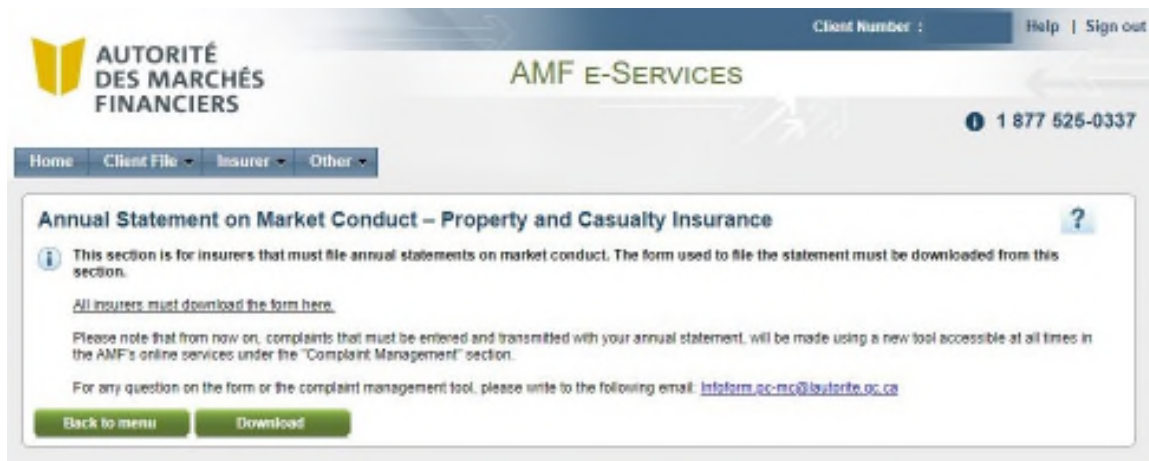 Client Number :
Help | Sign out
AUTORITÉ
DES MARCHÉS
FINANCIERS
AMF E-SERVICES
1 877 525-0337
Home Client File Insurer Other
Annual Statement on Market Conduct – Property and Casualty Insurance
?
This section is for insurers that must file annual statements on market conduct. The form used to file the statement must be downloaded from this
section.
All insurers must download the form here.
Please note that from now on, complaints that must be entered and transmitted with your annual statement, will be made using a new tool accessible at all times in
the AMF's online services under the "Complaint Management" section.
For any question on the form or the complaint management tool, please write to the following email: Infoform.pc-mc@lautorite.qc.ca
Back to menu Download